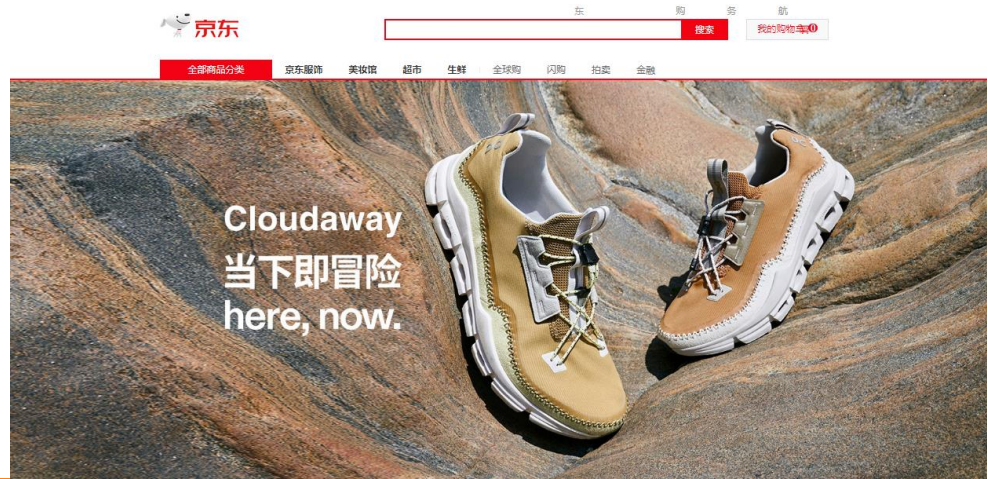 东 购 务 航
京东
搜索
我的购物车0
全部商品分类 京东服饰 美妆馆 超市 生鲜 全球购 闪购 拍卖 金融
Cloudaway
当下即冒险
here, now.